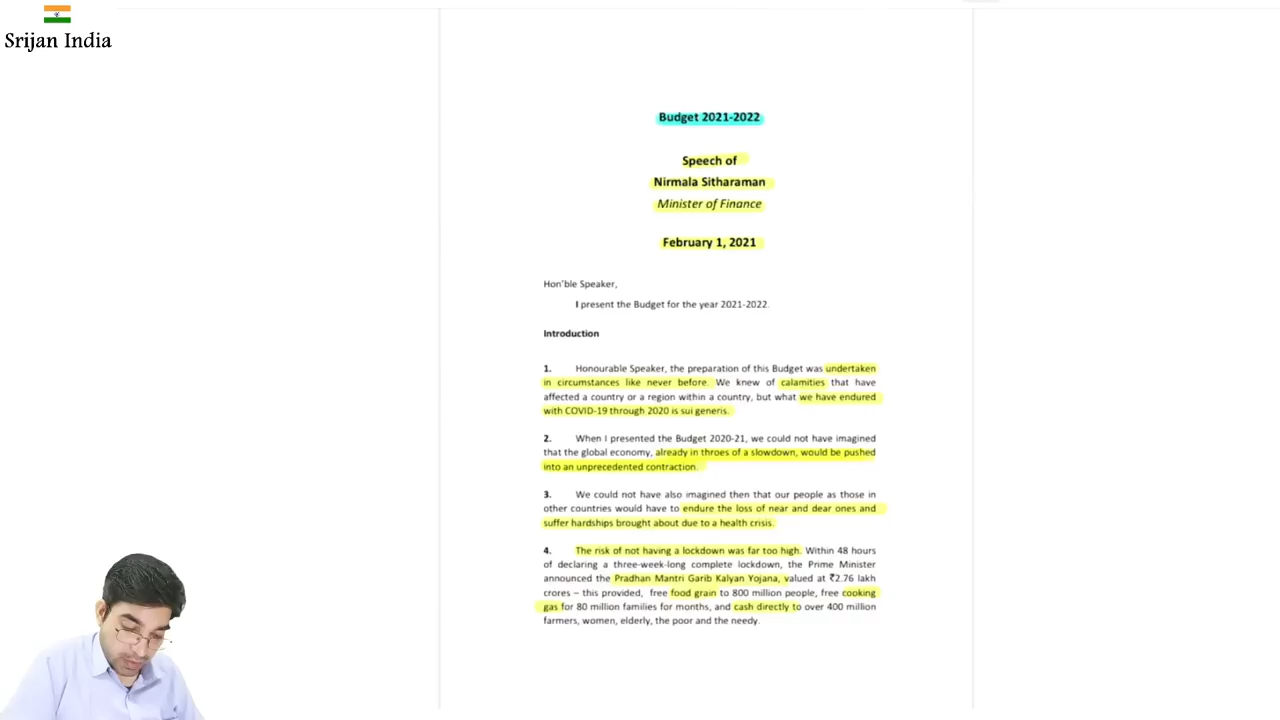 Srijan India
Budget 2021-2022
Speech of
Nirmala Sitharaman
Minister of Finance
February 1, 2021
Hon'ble Speaker,
I present the Budget for the year 2021-2022.
Introduction
1. Honourable Speaker, the preparation of this Budget was undertaken
in circumstances like never before. We knew of calamities that have
affected a country or a region within a country, but what we have endured
with COVID-19 through 2020 is sui generis.
2. When I presented the Budget 2020-21, we could not have imagined
that the global economy, already in throes of a slowdown, would be pushed
into an unprecedented contraction.
3. We could not have also imagined then that our people as those in
other countries would have to endure the loss of near and dear ones and
suffer hardships brought about due to a health crisis.
4. The risk of not having a lockdown was far too high. Within 48 hours
of declaring a three-week-long complete lockdown, the Prime Minister
announced the Pradhan Mantri Garib Kalyan Yojana, valued at ₹2.76 lakh
crores – this provided, free food grain to 800 million people, free cooking
gas for 80 million families for months, and cash directly to over 400 million
farmers, women, elderly, the poor and the needy.